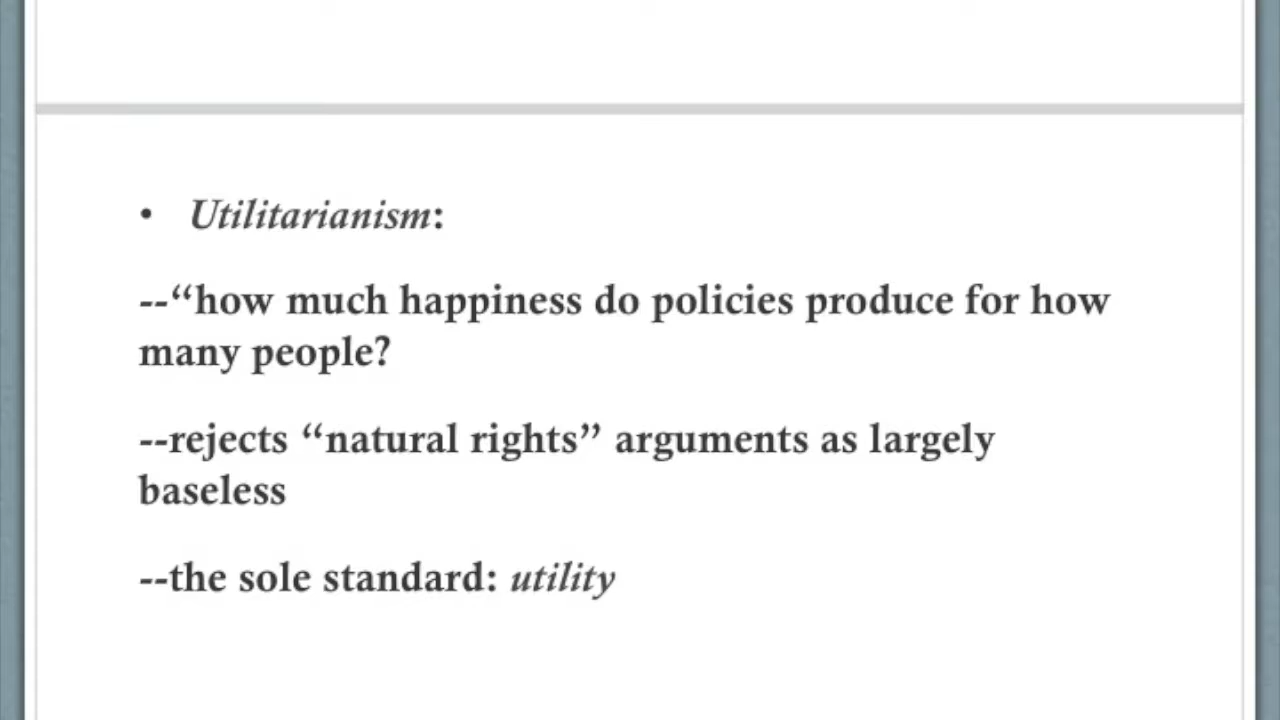 • Utilitarianism:
--“how much happiness do policies produce for how
many people?
--rejects “natural rights” arguments as largely
baseless
--the sole standard: utility